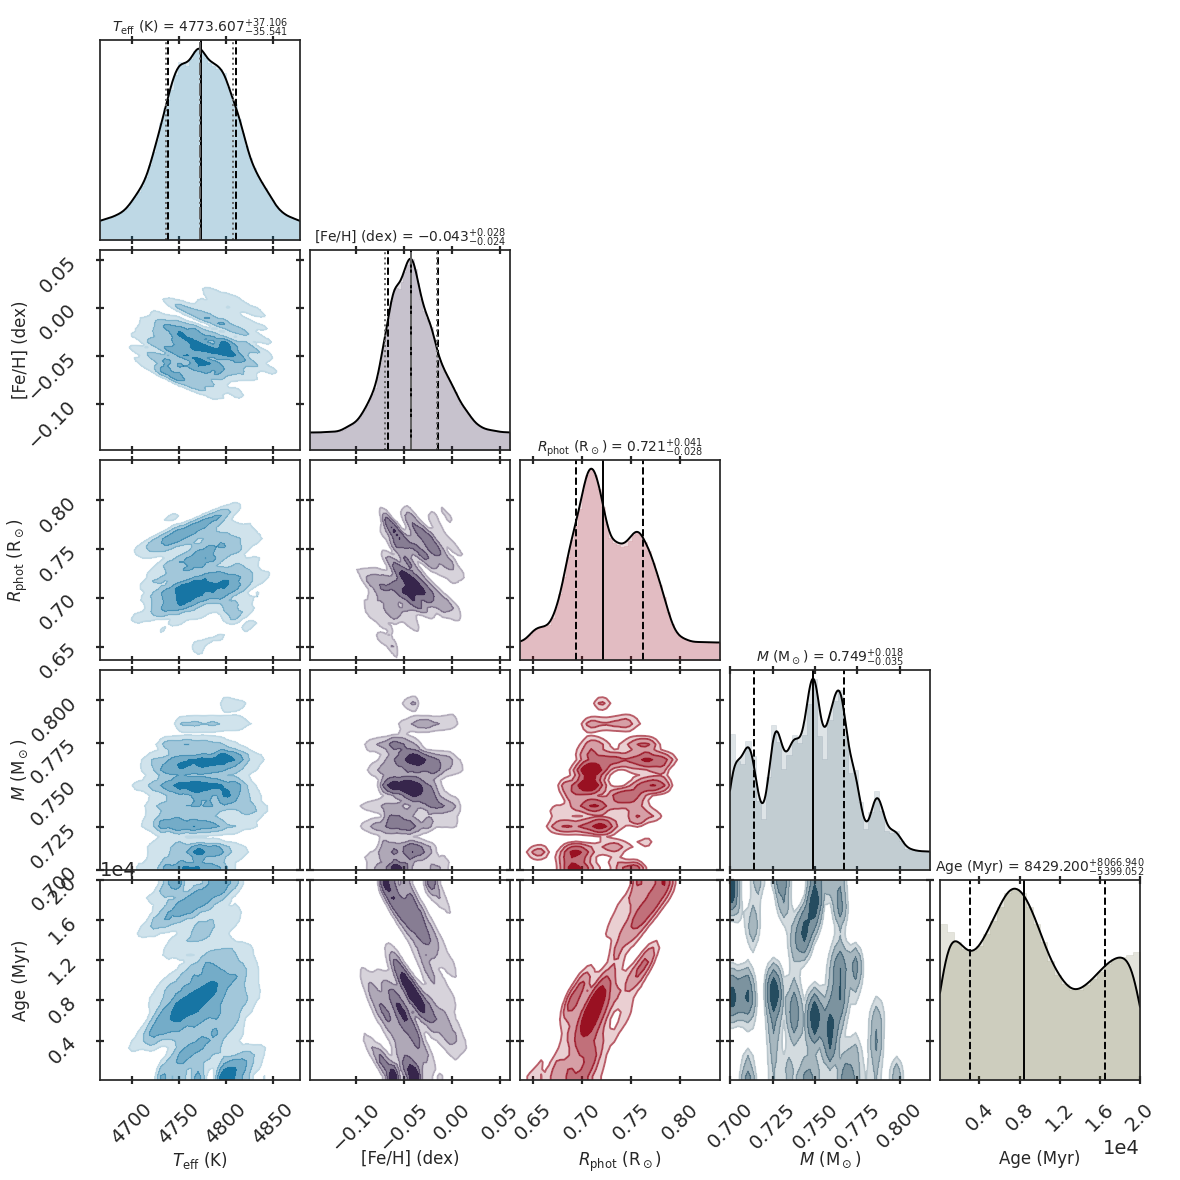 T_eff (K) = 4773.607 +37.106 −35.541
[Fe/H] (dex) = −0.043 +0.028 −0.024
R_phot (R⊙) = 0.721 +0.041 −0.028
M (M⊙) = 0.749 +0.018 −0.035
Age (Myr) = 8429.200 +8066.940 −5399.052
[Fe/H] (dex)
0.05
0.00
−0.05
−0.10
R_phot (R⊙)
0.80
0.75
0.70
0.65
M (M⊙)
0.800
0.775
0.750
0.725
0.700
1e4
Age (Myr)
2.0
1.6
1.2
0.8
0.4
4700 4750 4800 4850
−0.10 −0.05 0.00 0.05
0.65 0.70 0.75 0.80
0.700 0.725 0.750 0.775 0.800
0.4 0.8 1.2 1.6 2.0
1e4
T_eff (K)
[Fe/H] (dex)
R_phot (R⊙)
M (M⊙)
Age (Myr)